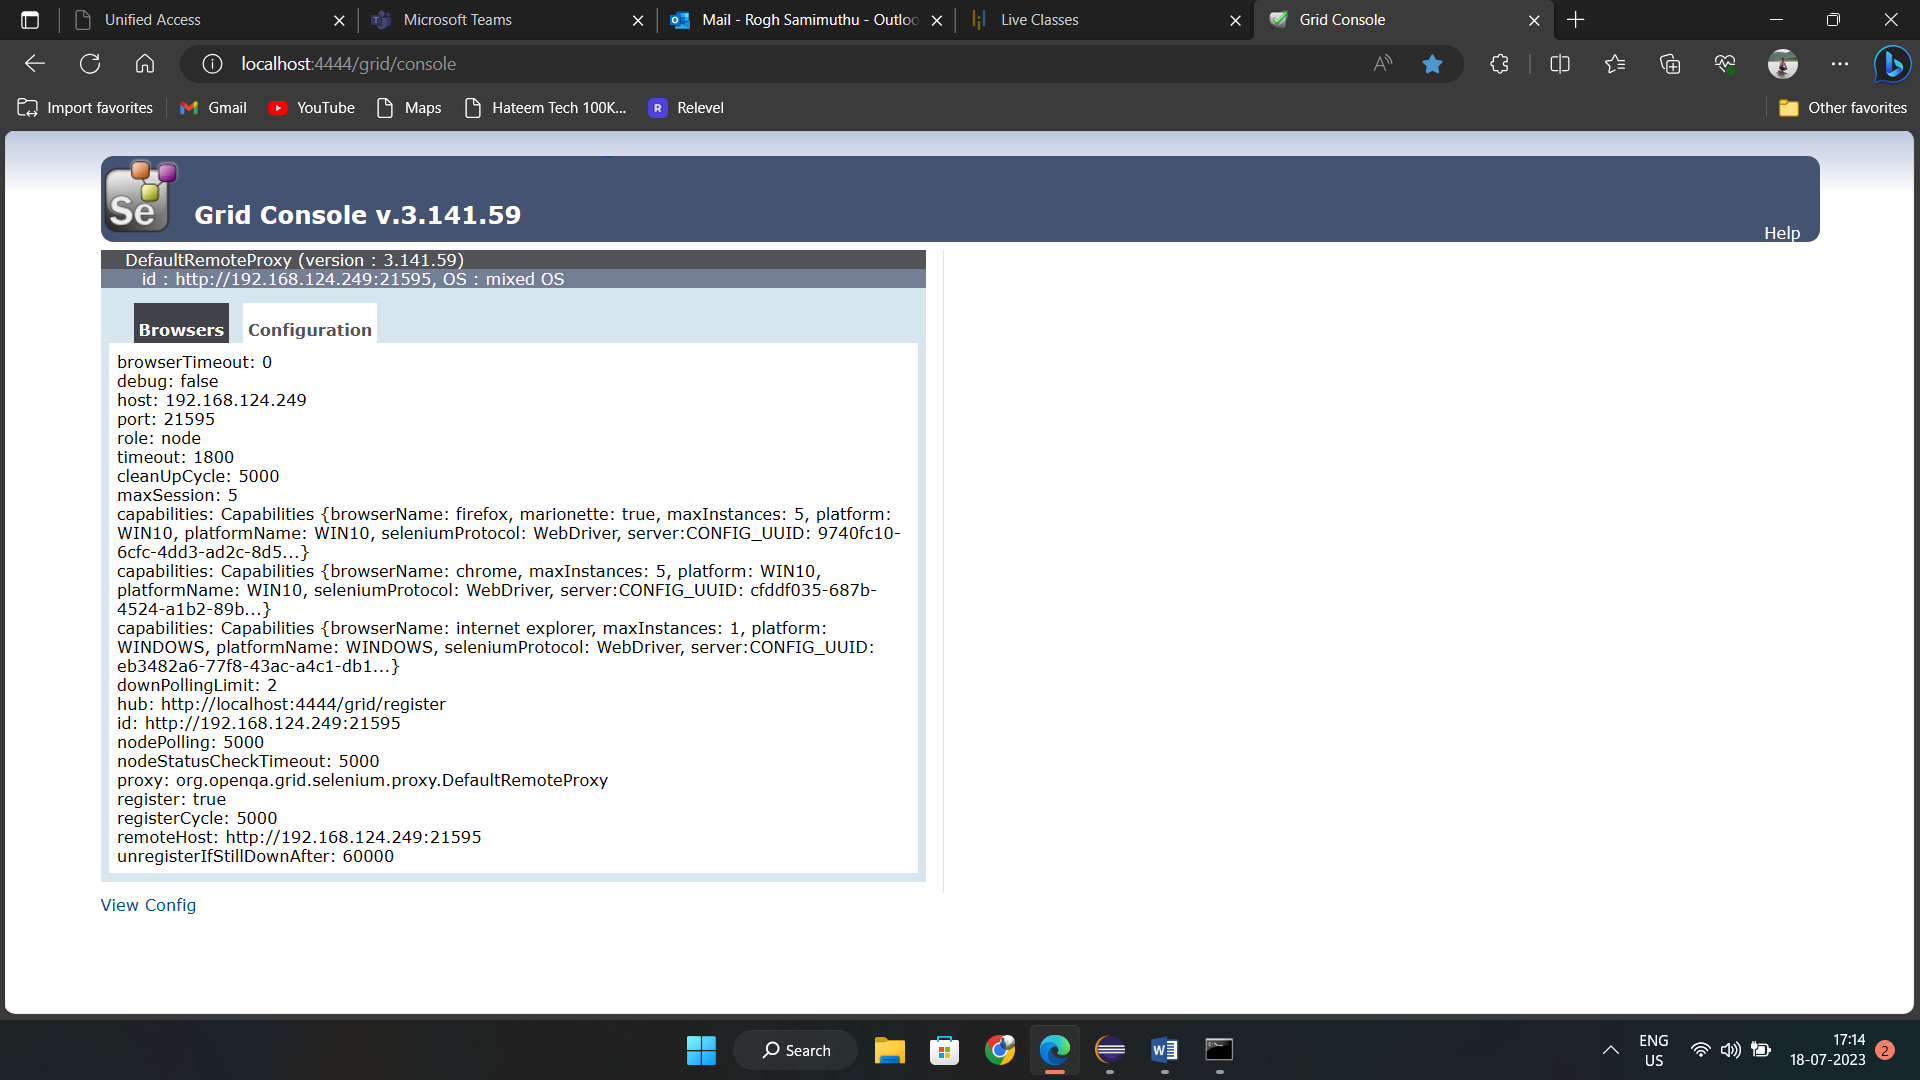 Unified Access
Microsoft Teams
Mail - Rogh Samimuthu - Outloo
Live Classes
Grid Console
localhost:4444/grid/console
Import favorites
Gmail
YouTube
Maps
Hateem Tech 100K...
R
Relevel
Other favorites
Se
Grid Console v.3.141.59
Help
DefaultRemoteProxy (version : 3.141.59)
id : http://192.168.124.249:21595, OS : mixed OS
Browsers
Configuration
browserTimeout: 0
debug: false
host: 192.168.124.249
port: 21595
role: node
timeout: 1800
cleanUpCycle: 5000
maxSession: 5
capabilities: Capabilities {browserName: firefox, marionette: true, maxInstances: 5, platform:
WIN10, platformName: WIN10, seleniumProtocol: WebDriver, server:CONFIG_UUID: 9740fc10-
6cfc-4dd3-ad2c-8d5...}
capabilities: Capabilities {browserName: chrome, maxInstances: 5, platform: WIN10,
platformName: WIN10, seleniumProtocol: WebDriver, server:CONFIG_UUID: cfddf035-687b-
4524-a1b2-89b...}
capabilities: Capabilities {browserName: internet explorer, maxInstances: 1, platform:
WINDOWS, platformName: WINDOWS, seleniumProtocol: WebDriver, server:CONFIG_UUID:
eb3482a6-77f8-43ac-a4c1-db1...}
downPollingLimit: 2
hub: http://localhost:4444/grid/register
id: http://192.168.124.249:21595
nodePolling: 5000
nodeStatusCheckTimeout: 5000
proxy: org.openqa.grid.selenium.proxy.DefaultRemoteProxy
register: true
registerCycle: 5000
remoteHost: http://192.168.124.249:21595
unregisterIfStillDownAfter: 60000
View Config
Search
ENG
US
17:14
18-07-2023
2